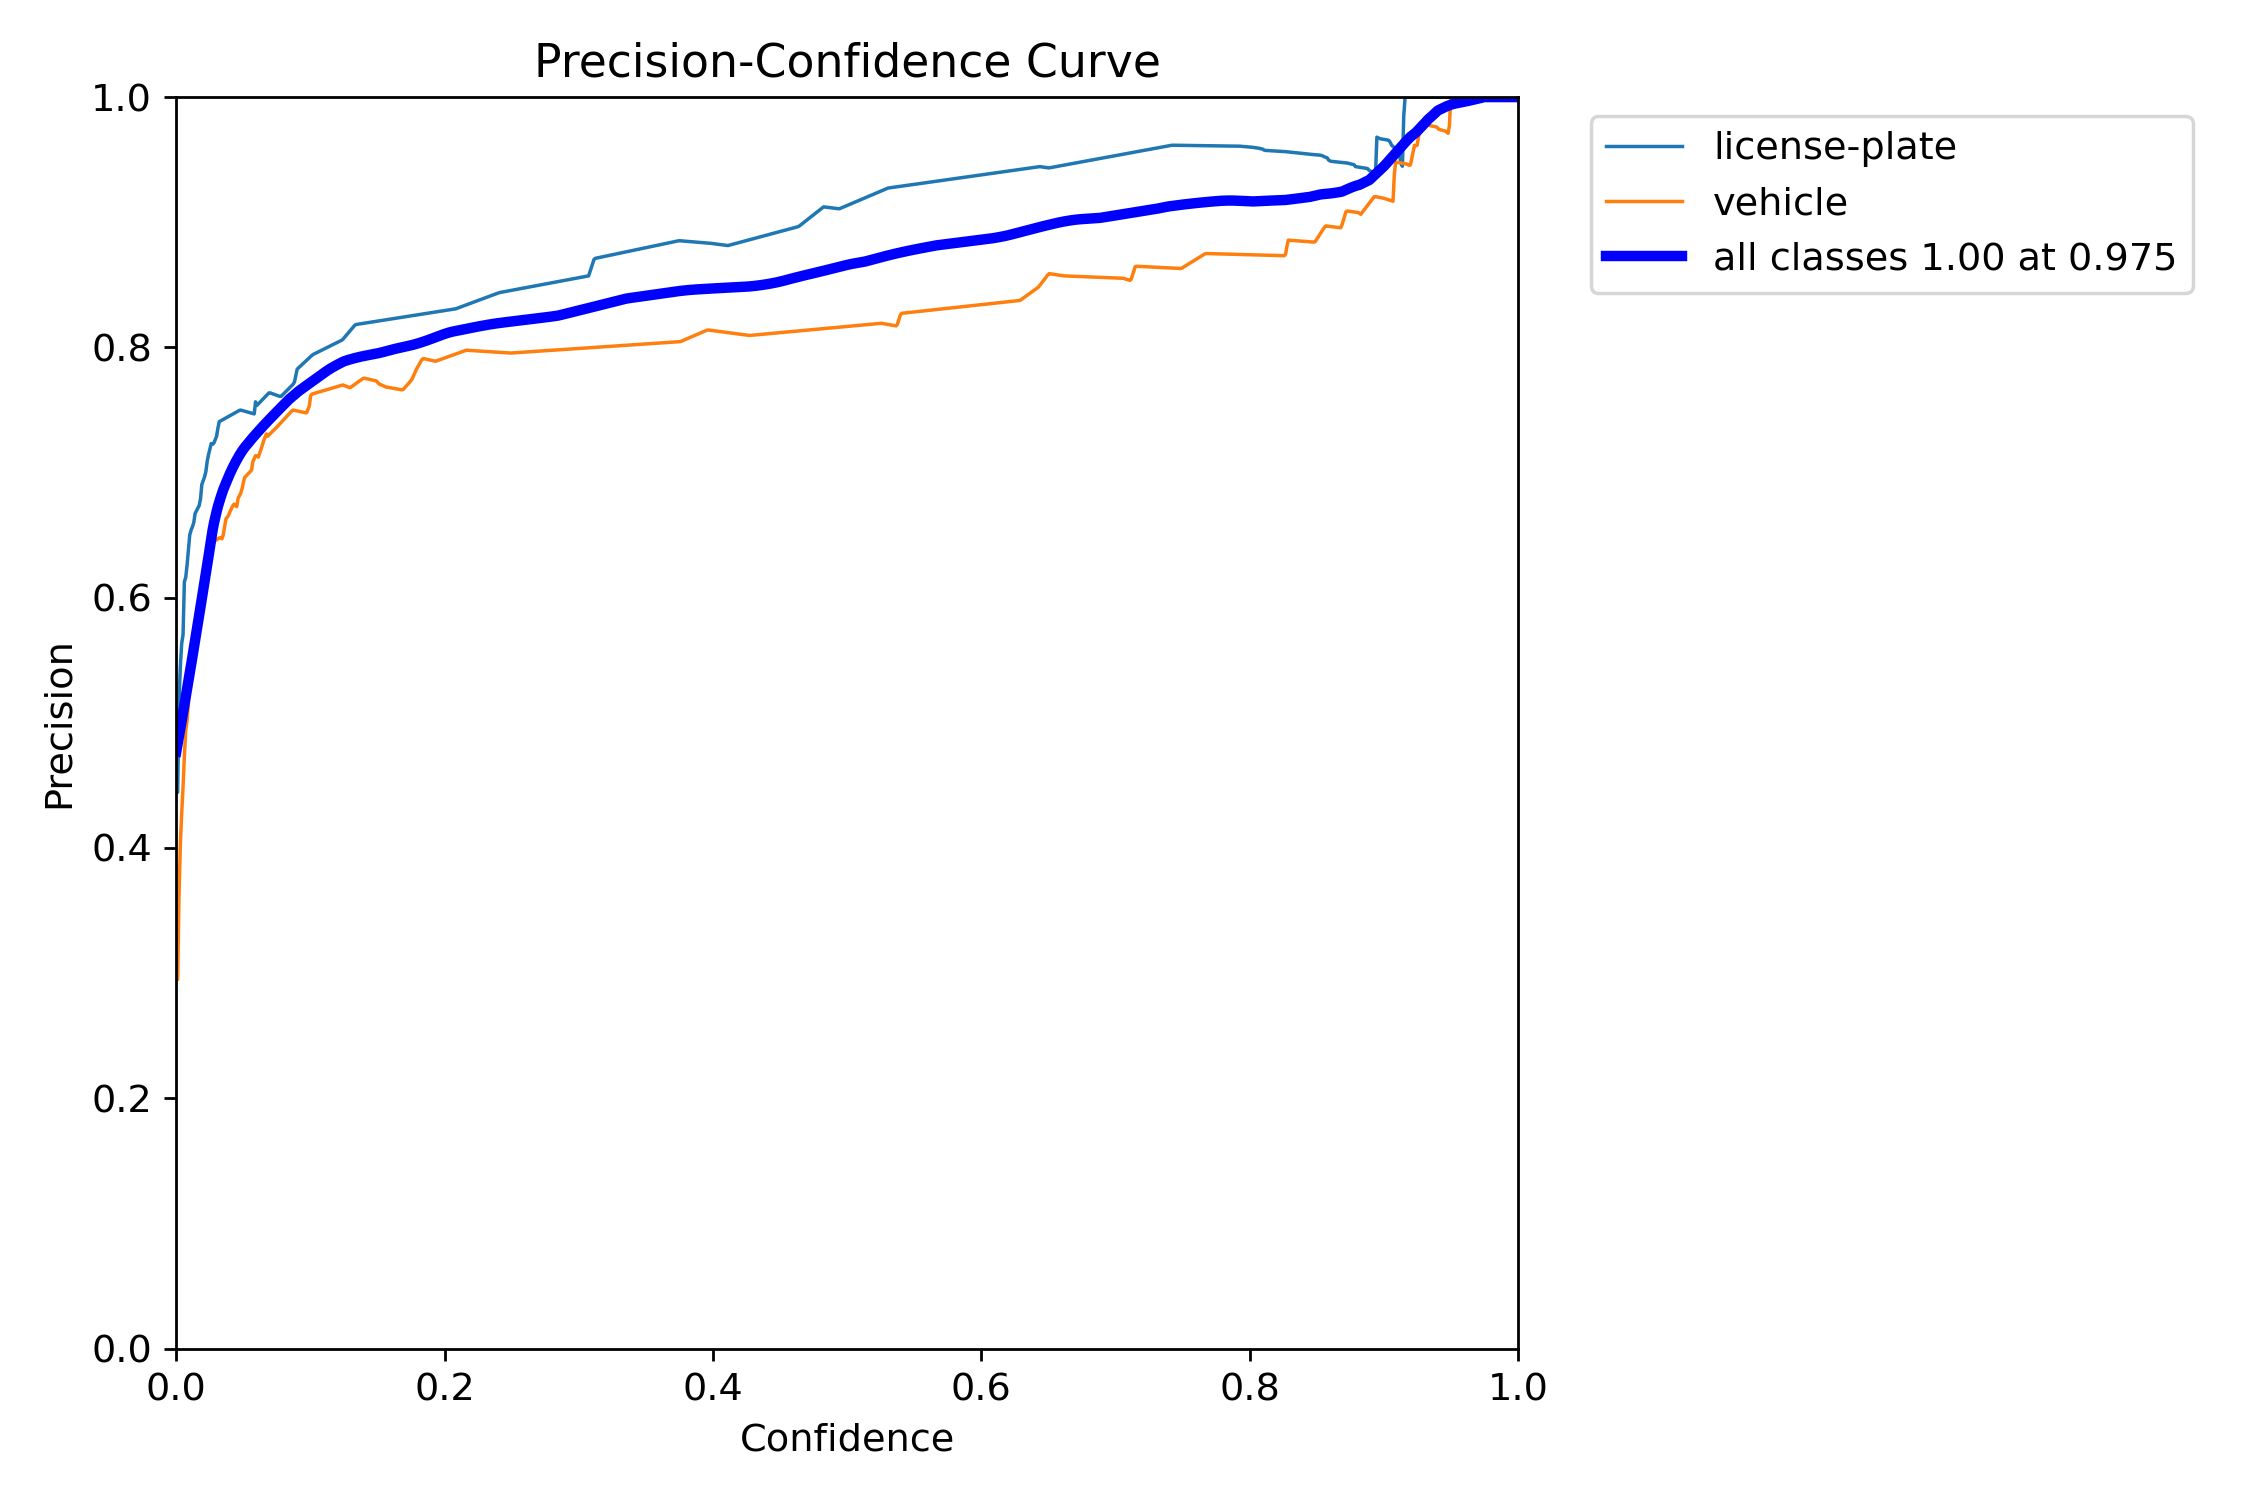 Precision-Confidence Curve
1.0
0.8
0.6
0.4
0.2
0.0
Precision
0.0 0.2 0.4 0.6 0.8 1.0
Confidence
license-plate
vehicle
all classes 1.00 at 0.975